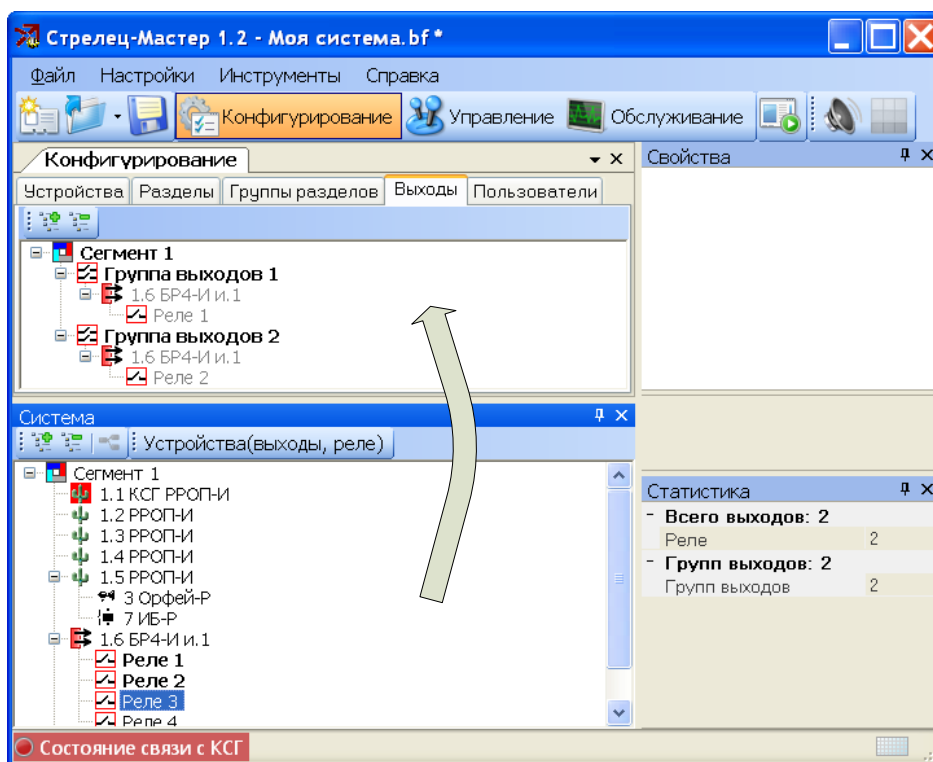 Стрелец-Мастер 1.2 - Моя система.bf *
Файл Настройки Инструменты Справка
Конфигурирование Управление Обслуживание
Конфигурирование
Устройства Разделы Группы разделов Выходы Пользователи
Сегмент 1
Группа выходов 1
1.6 БР4-И и.1
Реле 1
Группа выходов 2
1.6 БР4-И и.1
Реле 2
Свойства
Система
Устройства(выходы, реле)
Сегмент 1
1.1 КСГ РРОП-И
1.2 РРОП-И
1.3 РРОП-И
1.4 РРОП-И
1.5 РРОП-И
3 Орфей-Р
7 ИБ-Р
1.6 БР4-И и.1
Реле 1
Реле 2
Реле 3
Реле 4
Статистика
Всего выходов: 2
Реле 2
Групп выходов: 2
Групп выходов 2
Состояние связи с КСГ